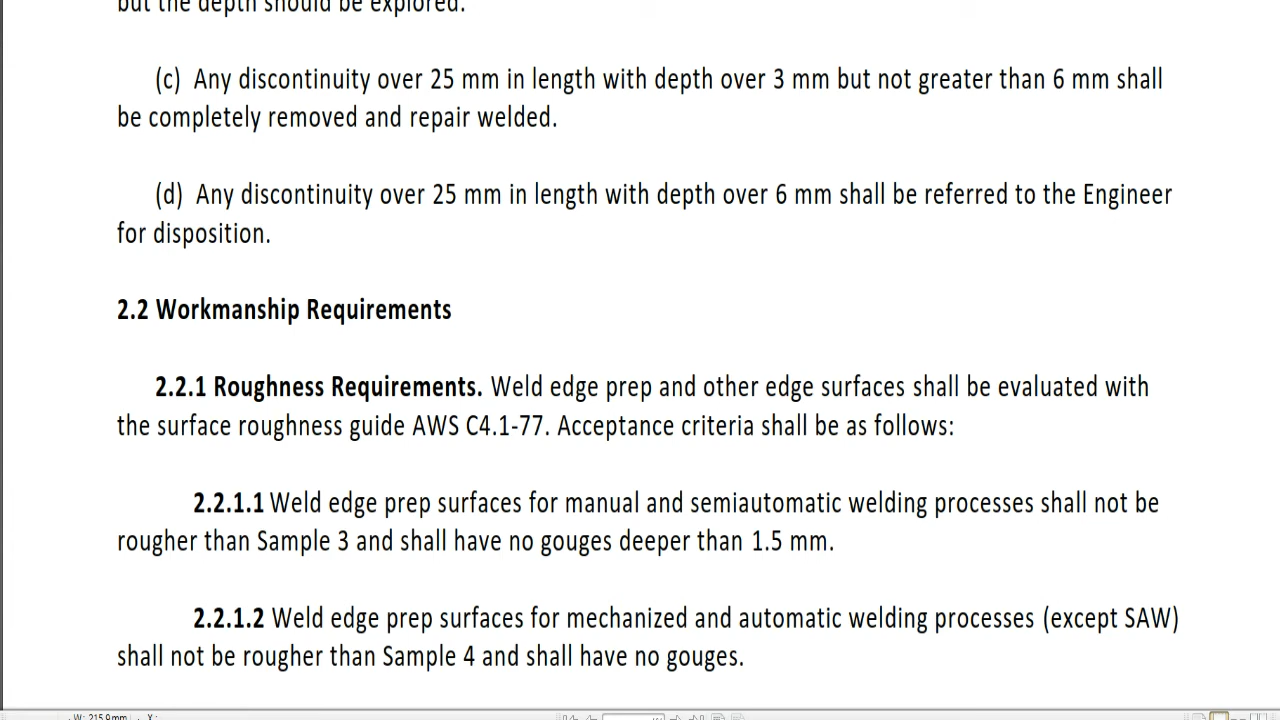 but the depth should be explored.
(c) Any discontinuity over 25 mm in length with depth over 3 mm but not greater than 6 mm shall
be completely removed and repair welded.
(d) Any discontinuity over 25 mm in length with depth over 6 mm shall be referred to the Engineer
for disposition.
2.2 Workmanship Requirements
2.2.1 Roughness Requirements. Weld edge prep and other edge surfaces shall be evaluated with
the surface roughness guide AWS C4.1-77. Acceptance criteria shall be as follows:
2.2.1.1 Weld edge prep surfaces for manual and semiautomatic welding processes shall not be
rougher than Sample 3 and shall have no gouges deeper than 1.5 mm.
2.2.1.2 Weld edge prep surfaces for mechanized and automatic welding processes (except SAW)
shall not be rougher than Sample 4 and shall have no gouges.
W: 215.9mm Y: